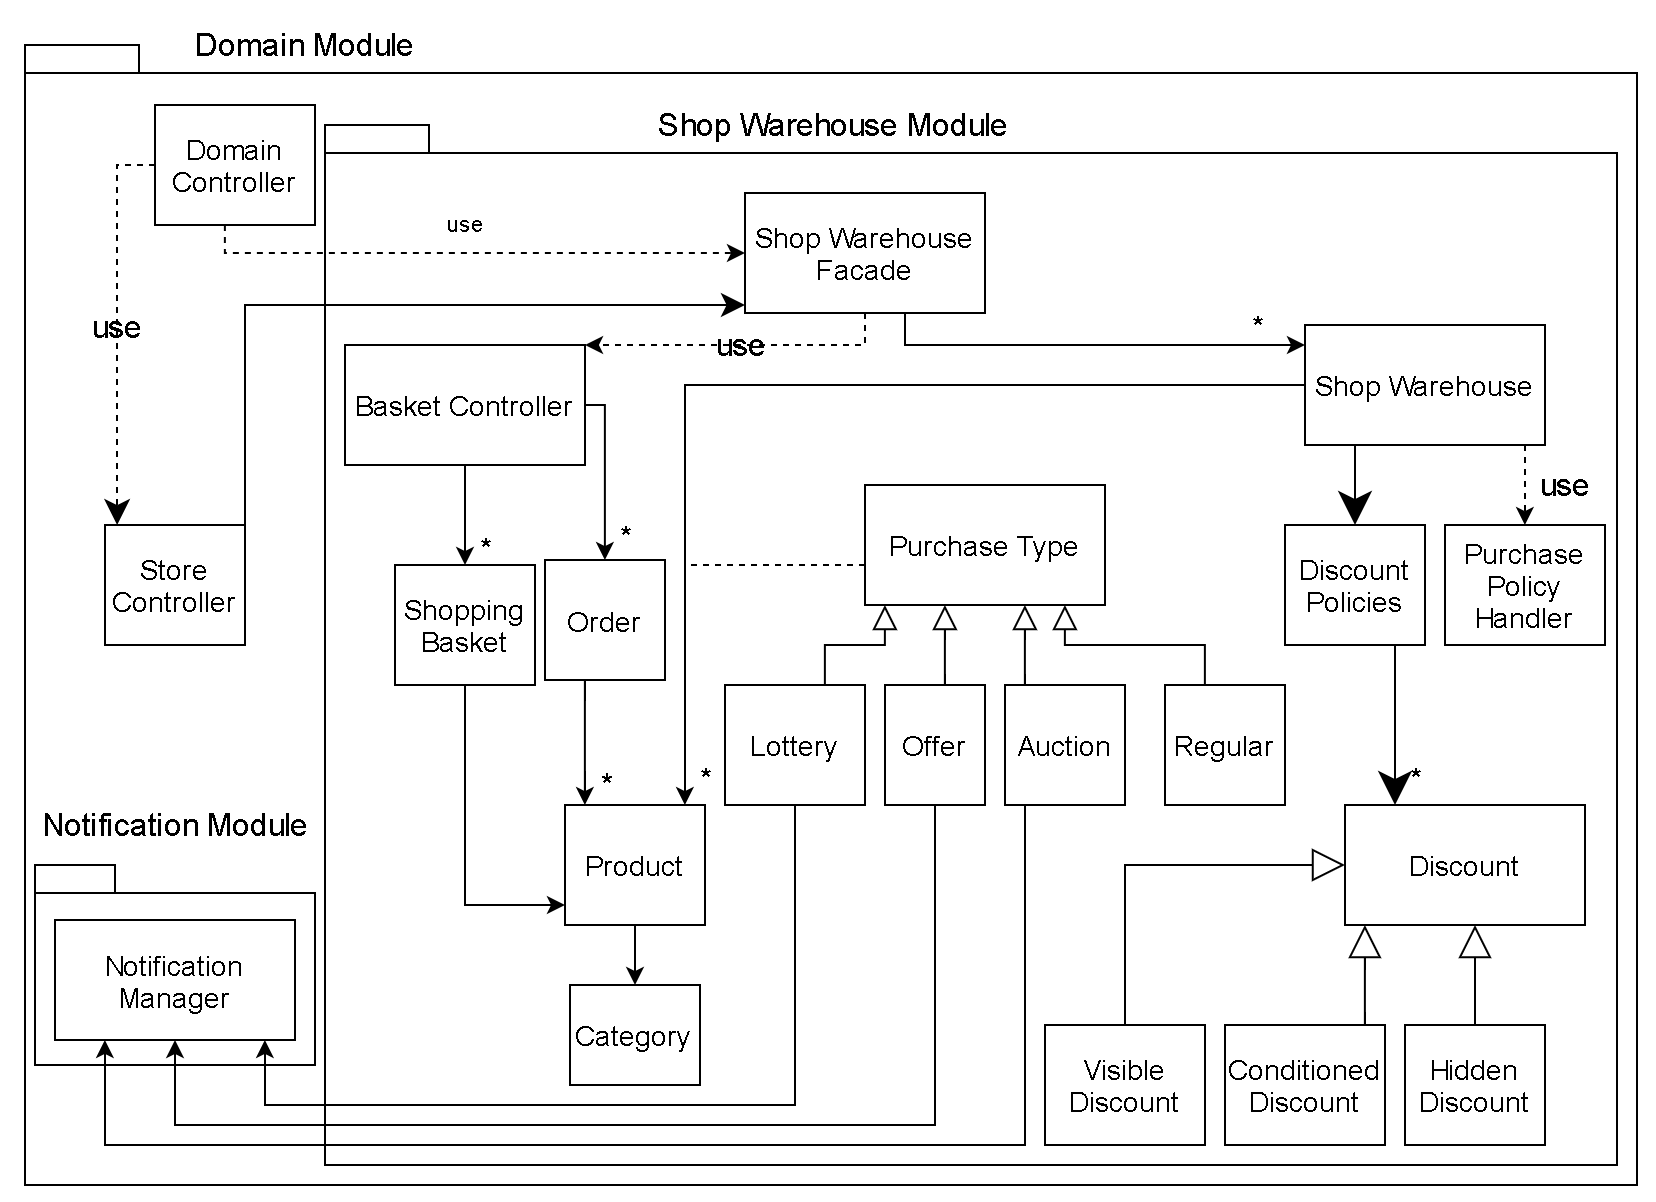 Domain Module
Shop Warehouse Module
Domain
Controller
use
Shop Warehouse
Facade
use
use
*
Basket Controller
Shop Warehouse
use
Purchase Type
*
*
Store
Controller
Shopping
Basket
Order
Discount
Policies
Purchase
Policy
Handler
Lottery
Offer
Auction
Regular
*
*
*
Notification Module
Product
Discount
Notification
Manager
Category
Visible
Discount
Conditioned
Discount
Hidden
Discount